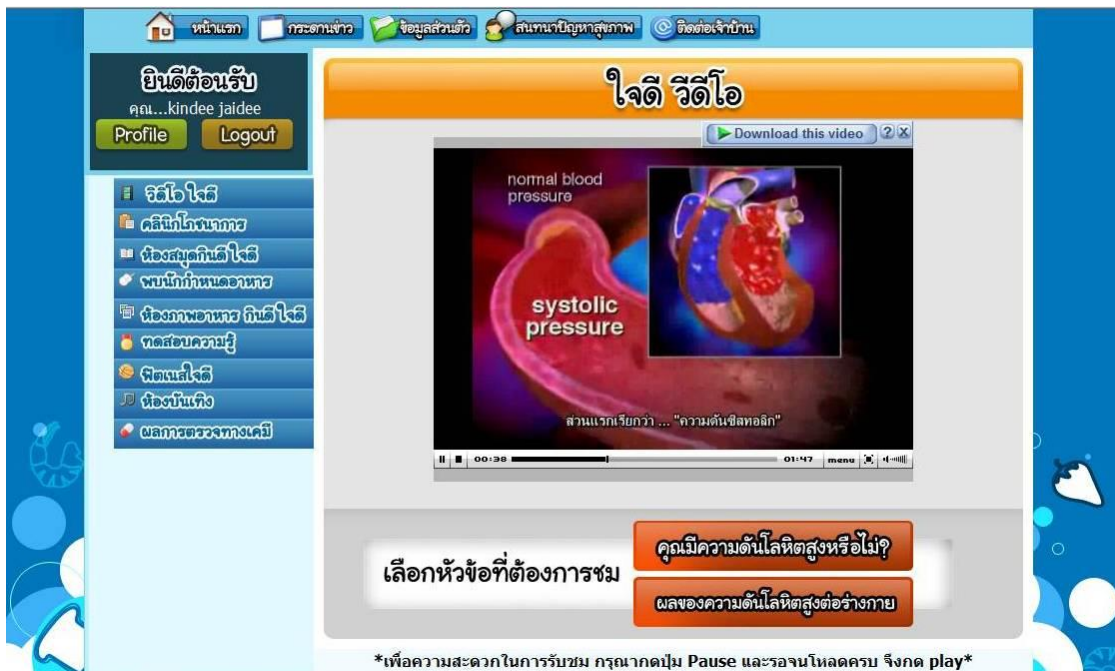 หน้าแรก กระดานข่าว ข้อมูลส่วนตัว สนทนาปัญหาสุขภาพ ติดต่อเจ้าบ้าน
ยินดีต้อนรับ
คุณ...kindee jaidee
Profile Logout
วิดีโอ ใจดี
คลินิกโภชนาการ
ห้องสมุดกินดี ใจดี
พบนักกำหนดอาหาร
ห้องภาพอาหาร กินดี ใจดี
ทดสอบความรู้
ฟิตเนสใจดี
ห้องบันเทิง
ผลการตรวจทางเคมี
ใจดี วีดีโอ
Download this video ? X
normal blood
pressure
systolic
pressure
ส่วนแรกเรียกว่า ... "ความดันซิสทอลิก"
00:38 01:47 menu
เลือกหัวข้อที่ต้องการชม
คุณมีความดันโลหิตสูงหรือไม่?
ผลของความดันโลหิตสูงต่อร่างกาย
*เพื่อความสะดวกในการรับชม กรุณากดปุ่ม Pause และรอจนโหลดครบ จึงกด play*